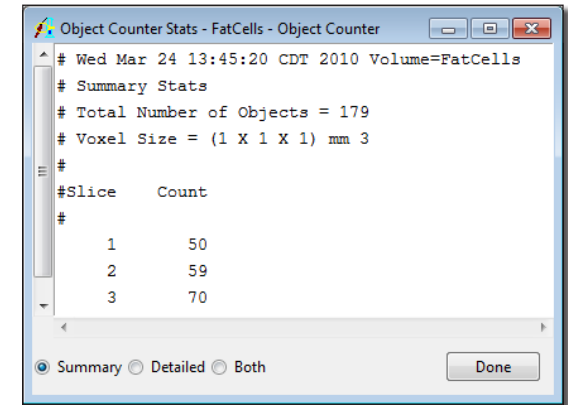 Object Counter Stats - FatCells - Object Counter
# Wed Mar 24 13:45:20 CDT 2010 Volume=FatCells
# Summary Stats
# Total Number of Objects = 179
# Voxel Size = (1 X 1 X 1) mm 3
#
#Slice Count
#
1 50
2 59
3 70
Summary Detailed Both Done